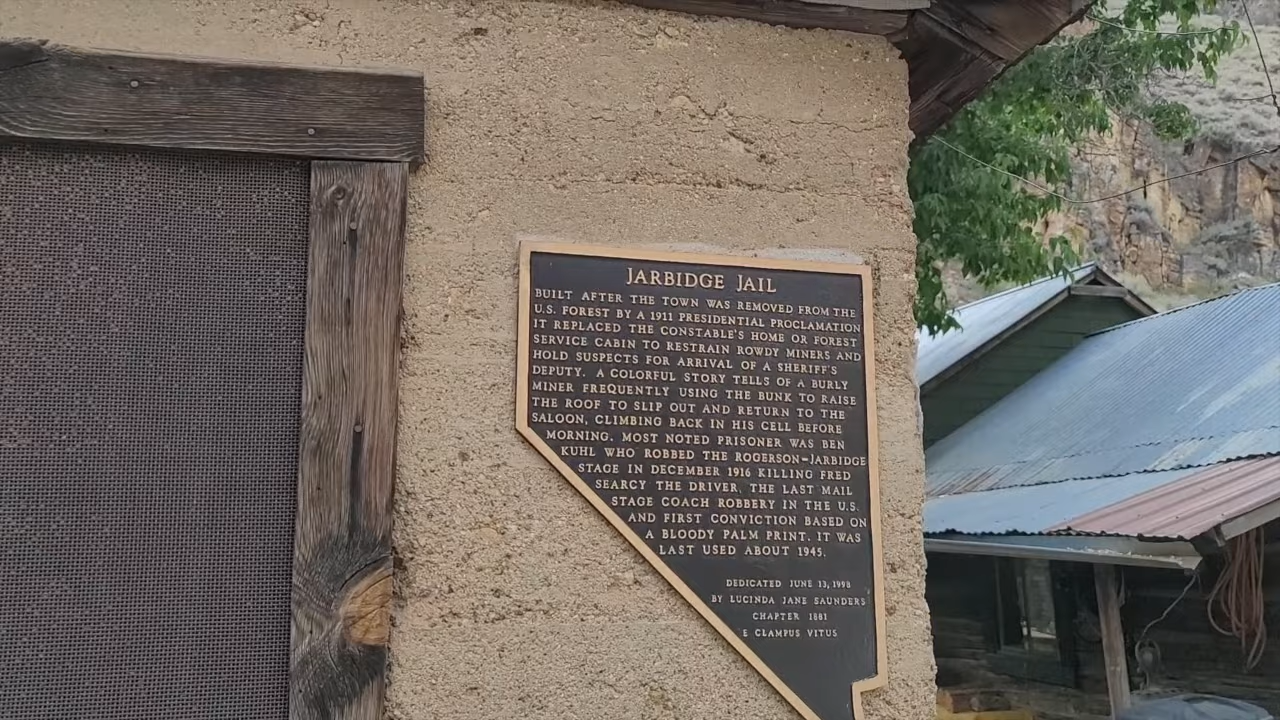 JARBIDGE JAIL
BUILT AFTER THE TOWN WAS REMOVED FROM THE
U.S. FOREST BY A 1911 PRESIDENTIAL PROCLAMATION
IT REPLACED THE CONSTABLE'S HOME OR FOREST
SERVICE CABIN TO RESTRAIN ROWDY MINERS AND
HOLD SUSPECTS FOR ARRIVAL OF A SHERIFF'S
DEPUTY. A COLORFUL STORY TELLS OF A BURLY
MINER FREQUENTLY USING THE BUNK TO RAISE
THE ROOF TO SLIP OUT AND RETURN TO THE
SALOON, CLIMBING BACK IN HIS CELL BEFORE
MORNING. MOST NOTED PRISONER WAS BEN
KUHL WHO ROBBED THE ROGERSON-JARBIDGE
STAGE IN DECEMBER 1916 KILLING FRED
SEARCY THE DRIVER, THE LAST MAIL
STAGE COACH ROBBERY IN THE U.S.
AND FIRST CONVICTION BASED ON
A BLOODY PALM PRINT. IT WAS
LAST USED ABOUT 1945.
DEDICATED JUNE 13, 1998
BY LUCINDA JANE SAUNDERS
CHAPTER 1881
E CLAMPUS VITUS